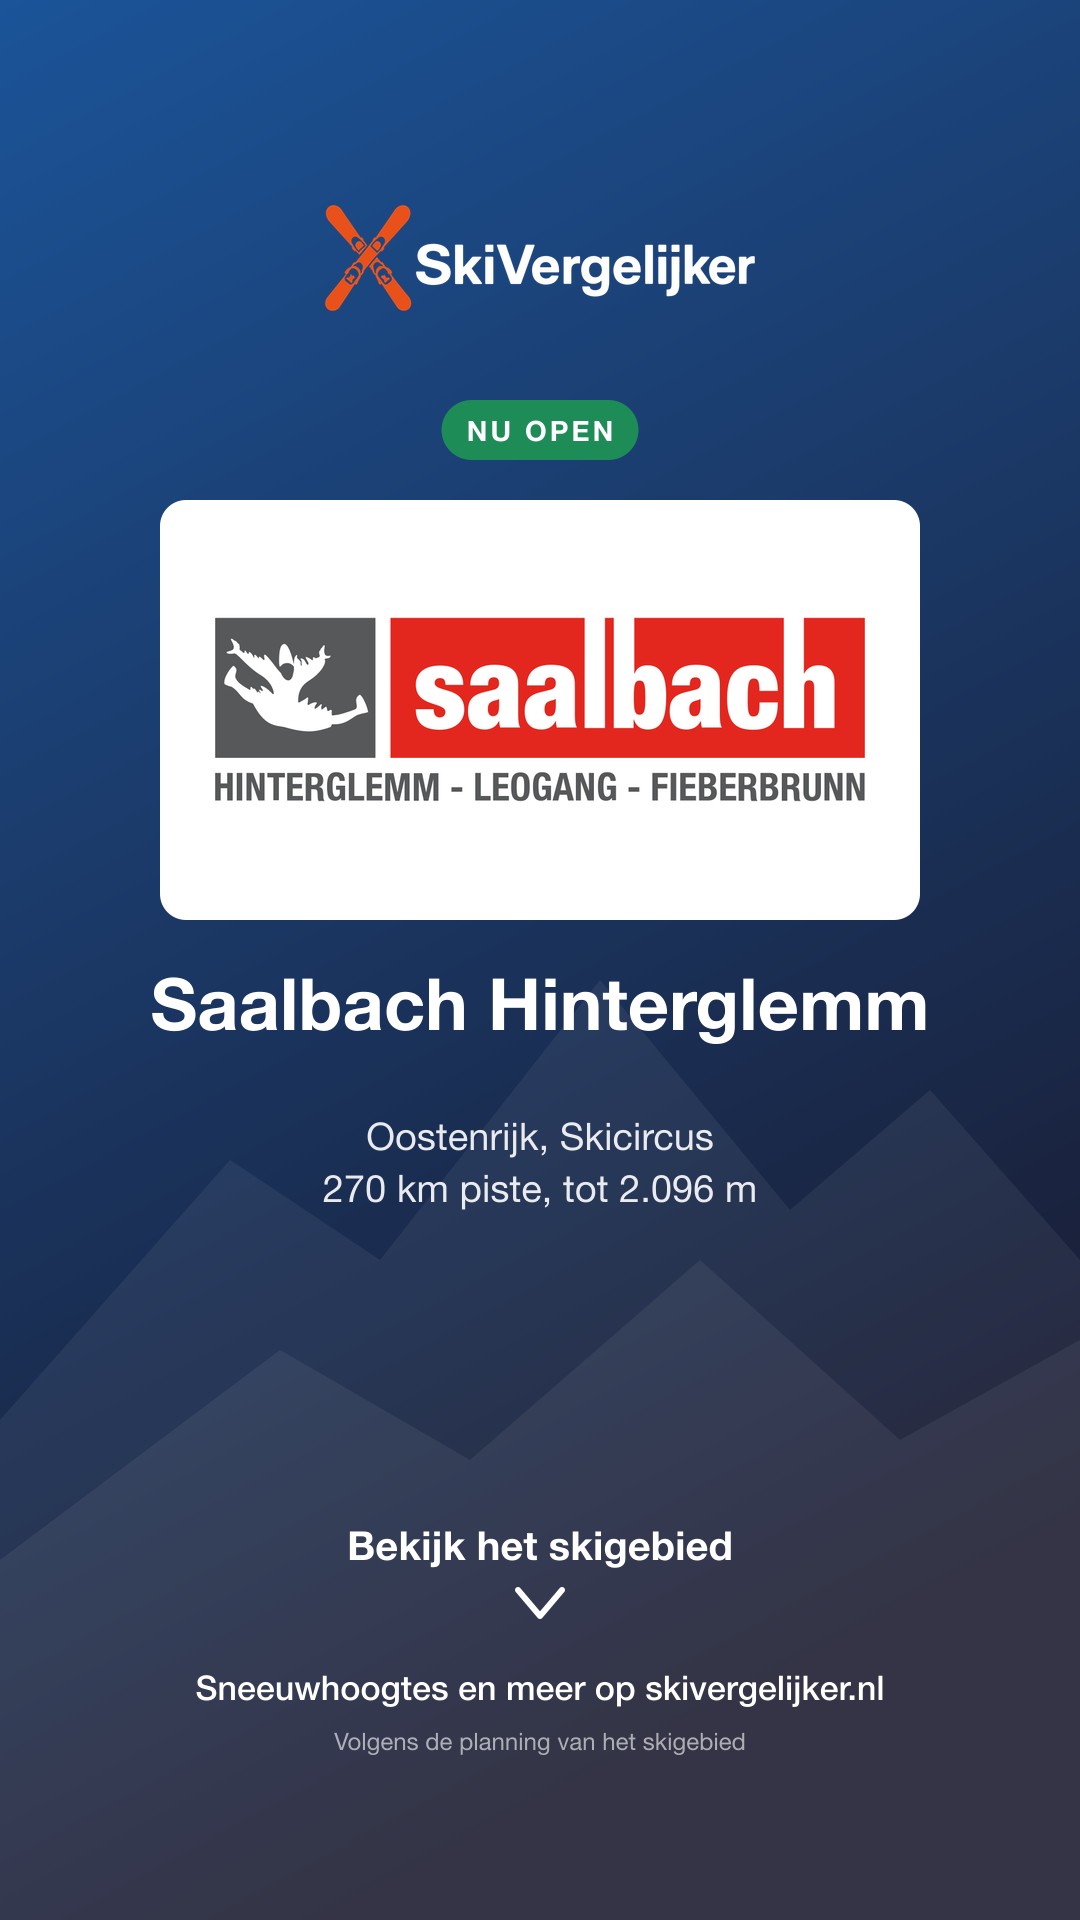 SkiVergelijker
NU OPEN
saalbach
HINTERGLEMM - LEOGANG - FIEBERBRUNN
Saalbach Hinterglemm
Oostenrijk, Skicircus
270 km piste, tot 2.096 m
Bekijk het skigebied
Sneeuwhoogtes en meer op skivergelijker.nl
Volgens de planning van het skigebied